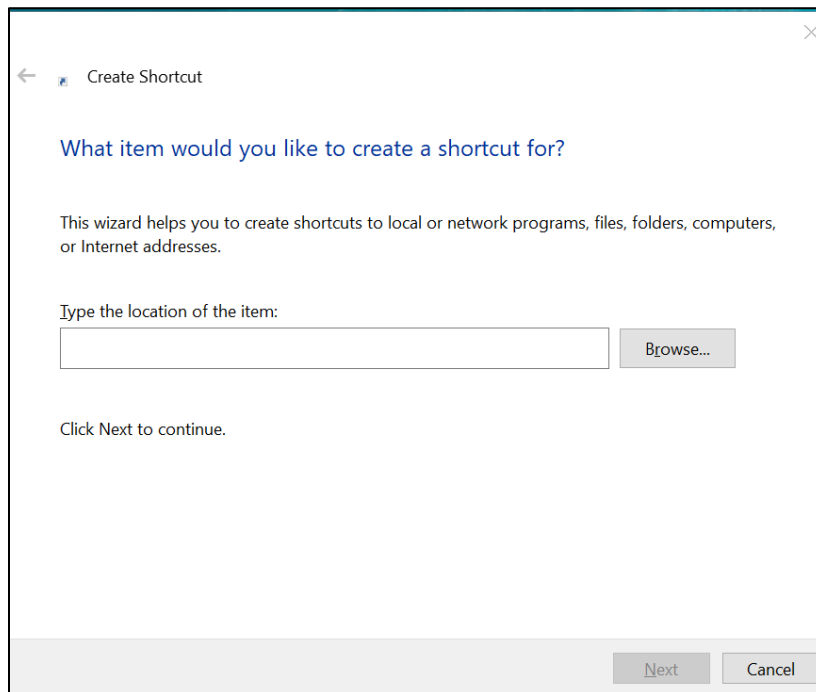 Create Shortcut
What item would you like to create a shortcut for?
This wizard helps you to create shortcuts to local or network programs, files, folders, computers,
or Internet addresses.
Type the location of the item:
Browse...
Click Next to continue.
Next Cancel